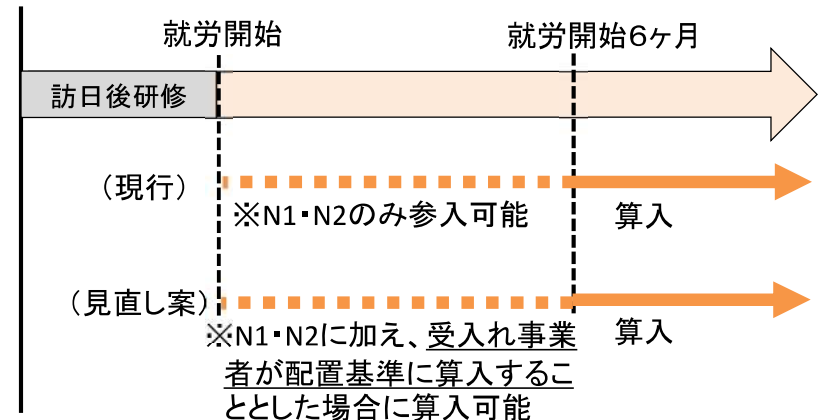 就労開始
就労開始6ヶ月
訪日後研修
（現行）
※N1・N2のみ参入可能
算入
（見直し案）
※N1・N2に加え、受入れ事業
者が配置基準に算入するこ
ととした場合に算入可能
算入